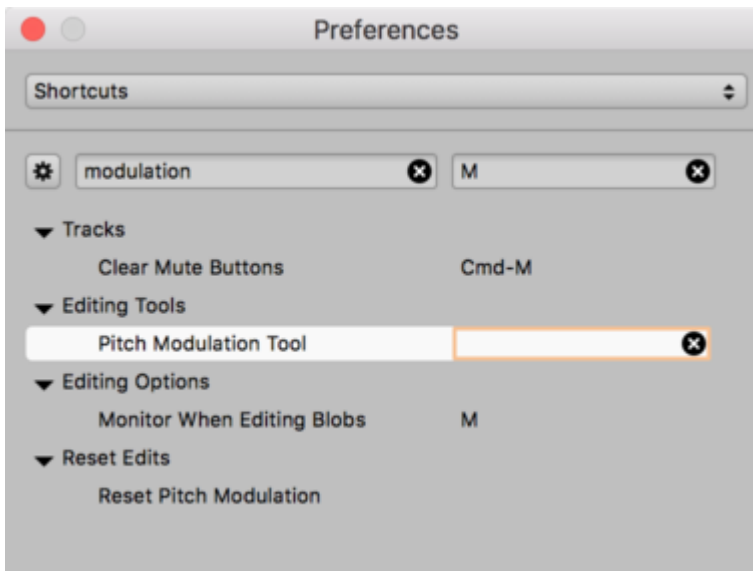 Preferences
Shortcuts
modulation M
Tracks
Clear Mute Buttons Cmd-M
Editing Tools
Pitch Modulation Tool
Editing Options
Monitor When Editing Blobs M
Reset Edits
Reset Pitch Modulation